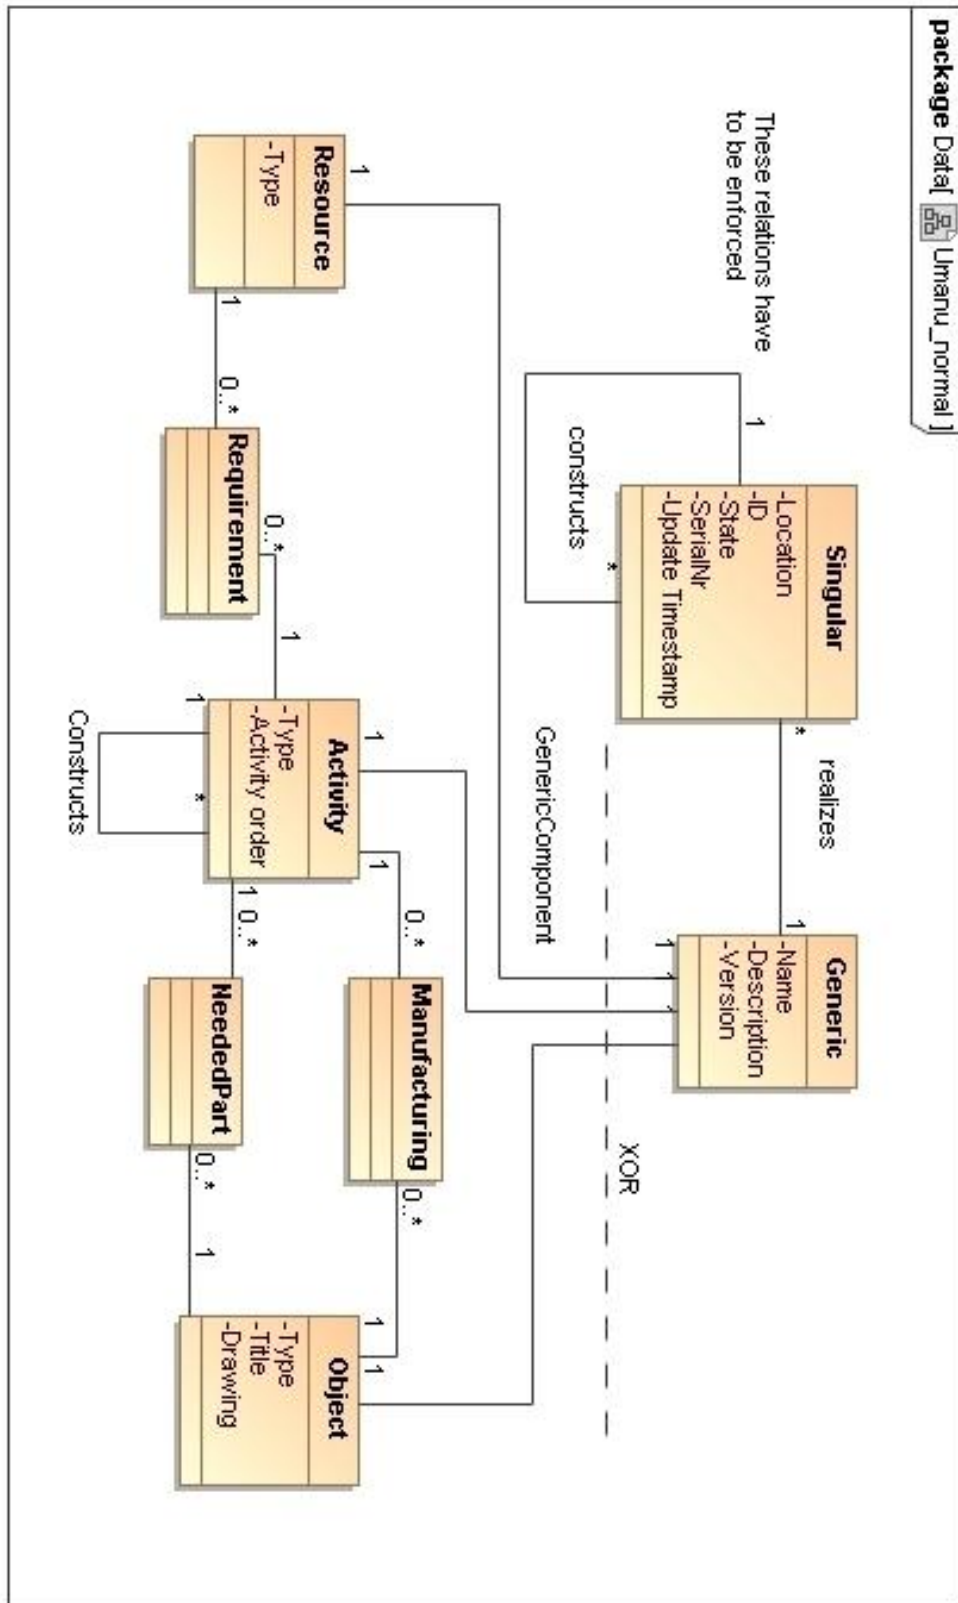 package Data[ Umanu_normal ]
Singular
-Location
-ID
-State
-SerialNr
-Update Timestamp
1
constructs
*
These relations have
to be enforced
*
realizes
1
Generic
-Name
-Description
-Version
1
1
1
GenericComponent
XOR
Resource
-Type
1
1
0..*
Requirement
0..*
1
Activity
-Type
-Activity order
1
1
*
Constructs
1
0..*
Manufacturing
0..*
1
1 0..*
NeededPart
0..*
1
Object
-Type
-Title
-Drawing
1